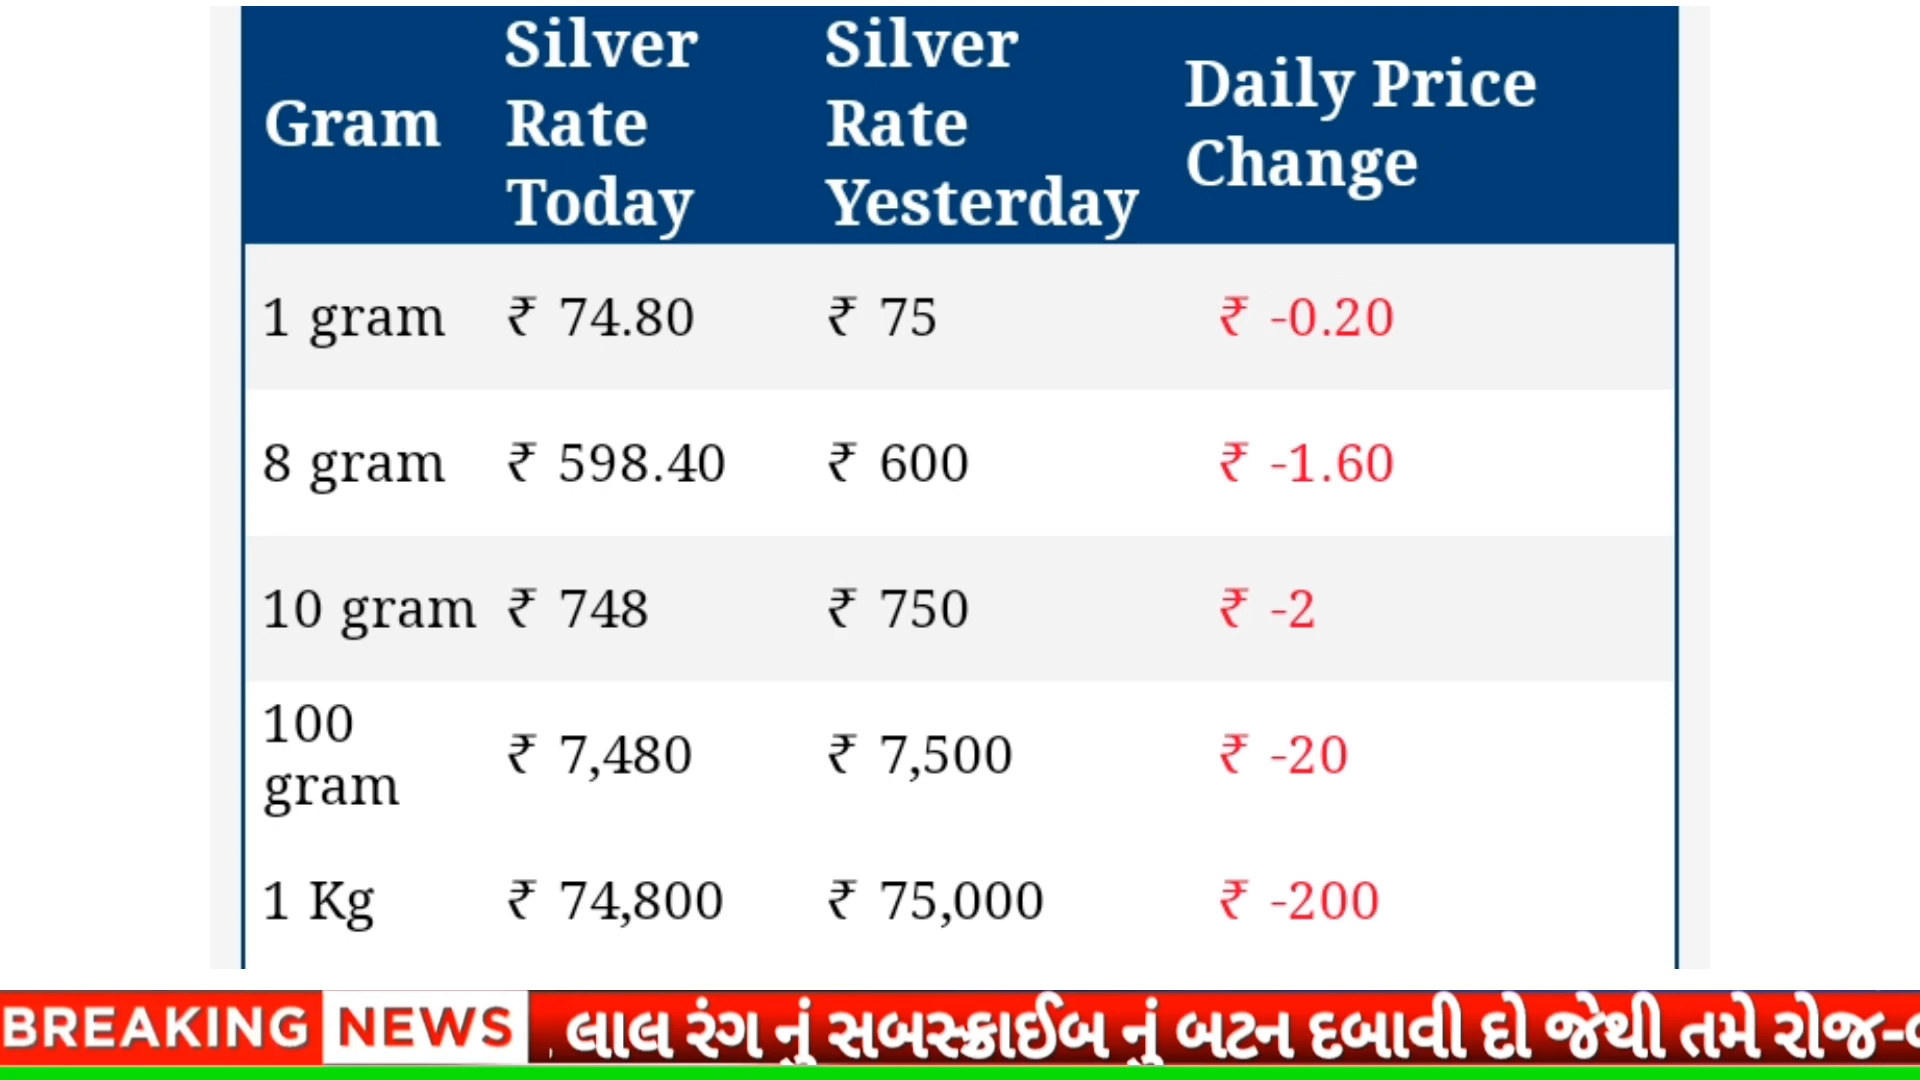 Gram
Silver
Rate
Today
Silver
Rate
Yesterday
Daily Price
Change
1 gram ₹ 74.80 ₹ 75 ₹ -0.20
8 gram ₹ 598.40 ₹ 600 ₹ -1.60
10 gram ₹ 748 ₹ 750 ₹ -2
100
gram ₹ 7,480 ₹ 7,500 ₹ -20
1 Kg ₹ 74,800 ₹ 75,000 ₹ -200
BREAKING NEWS , લાલ રંગ નું સબસ્ક્રાઈબ નું બટન દબાવી દો જેથી તમે રોજ-